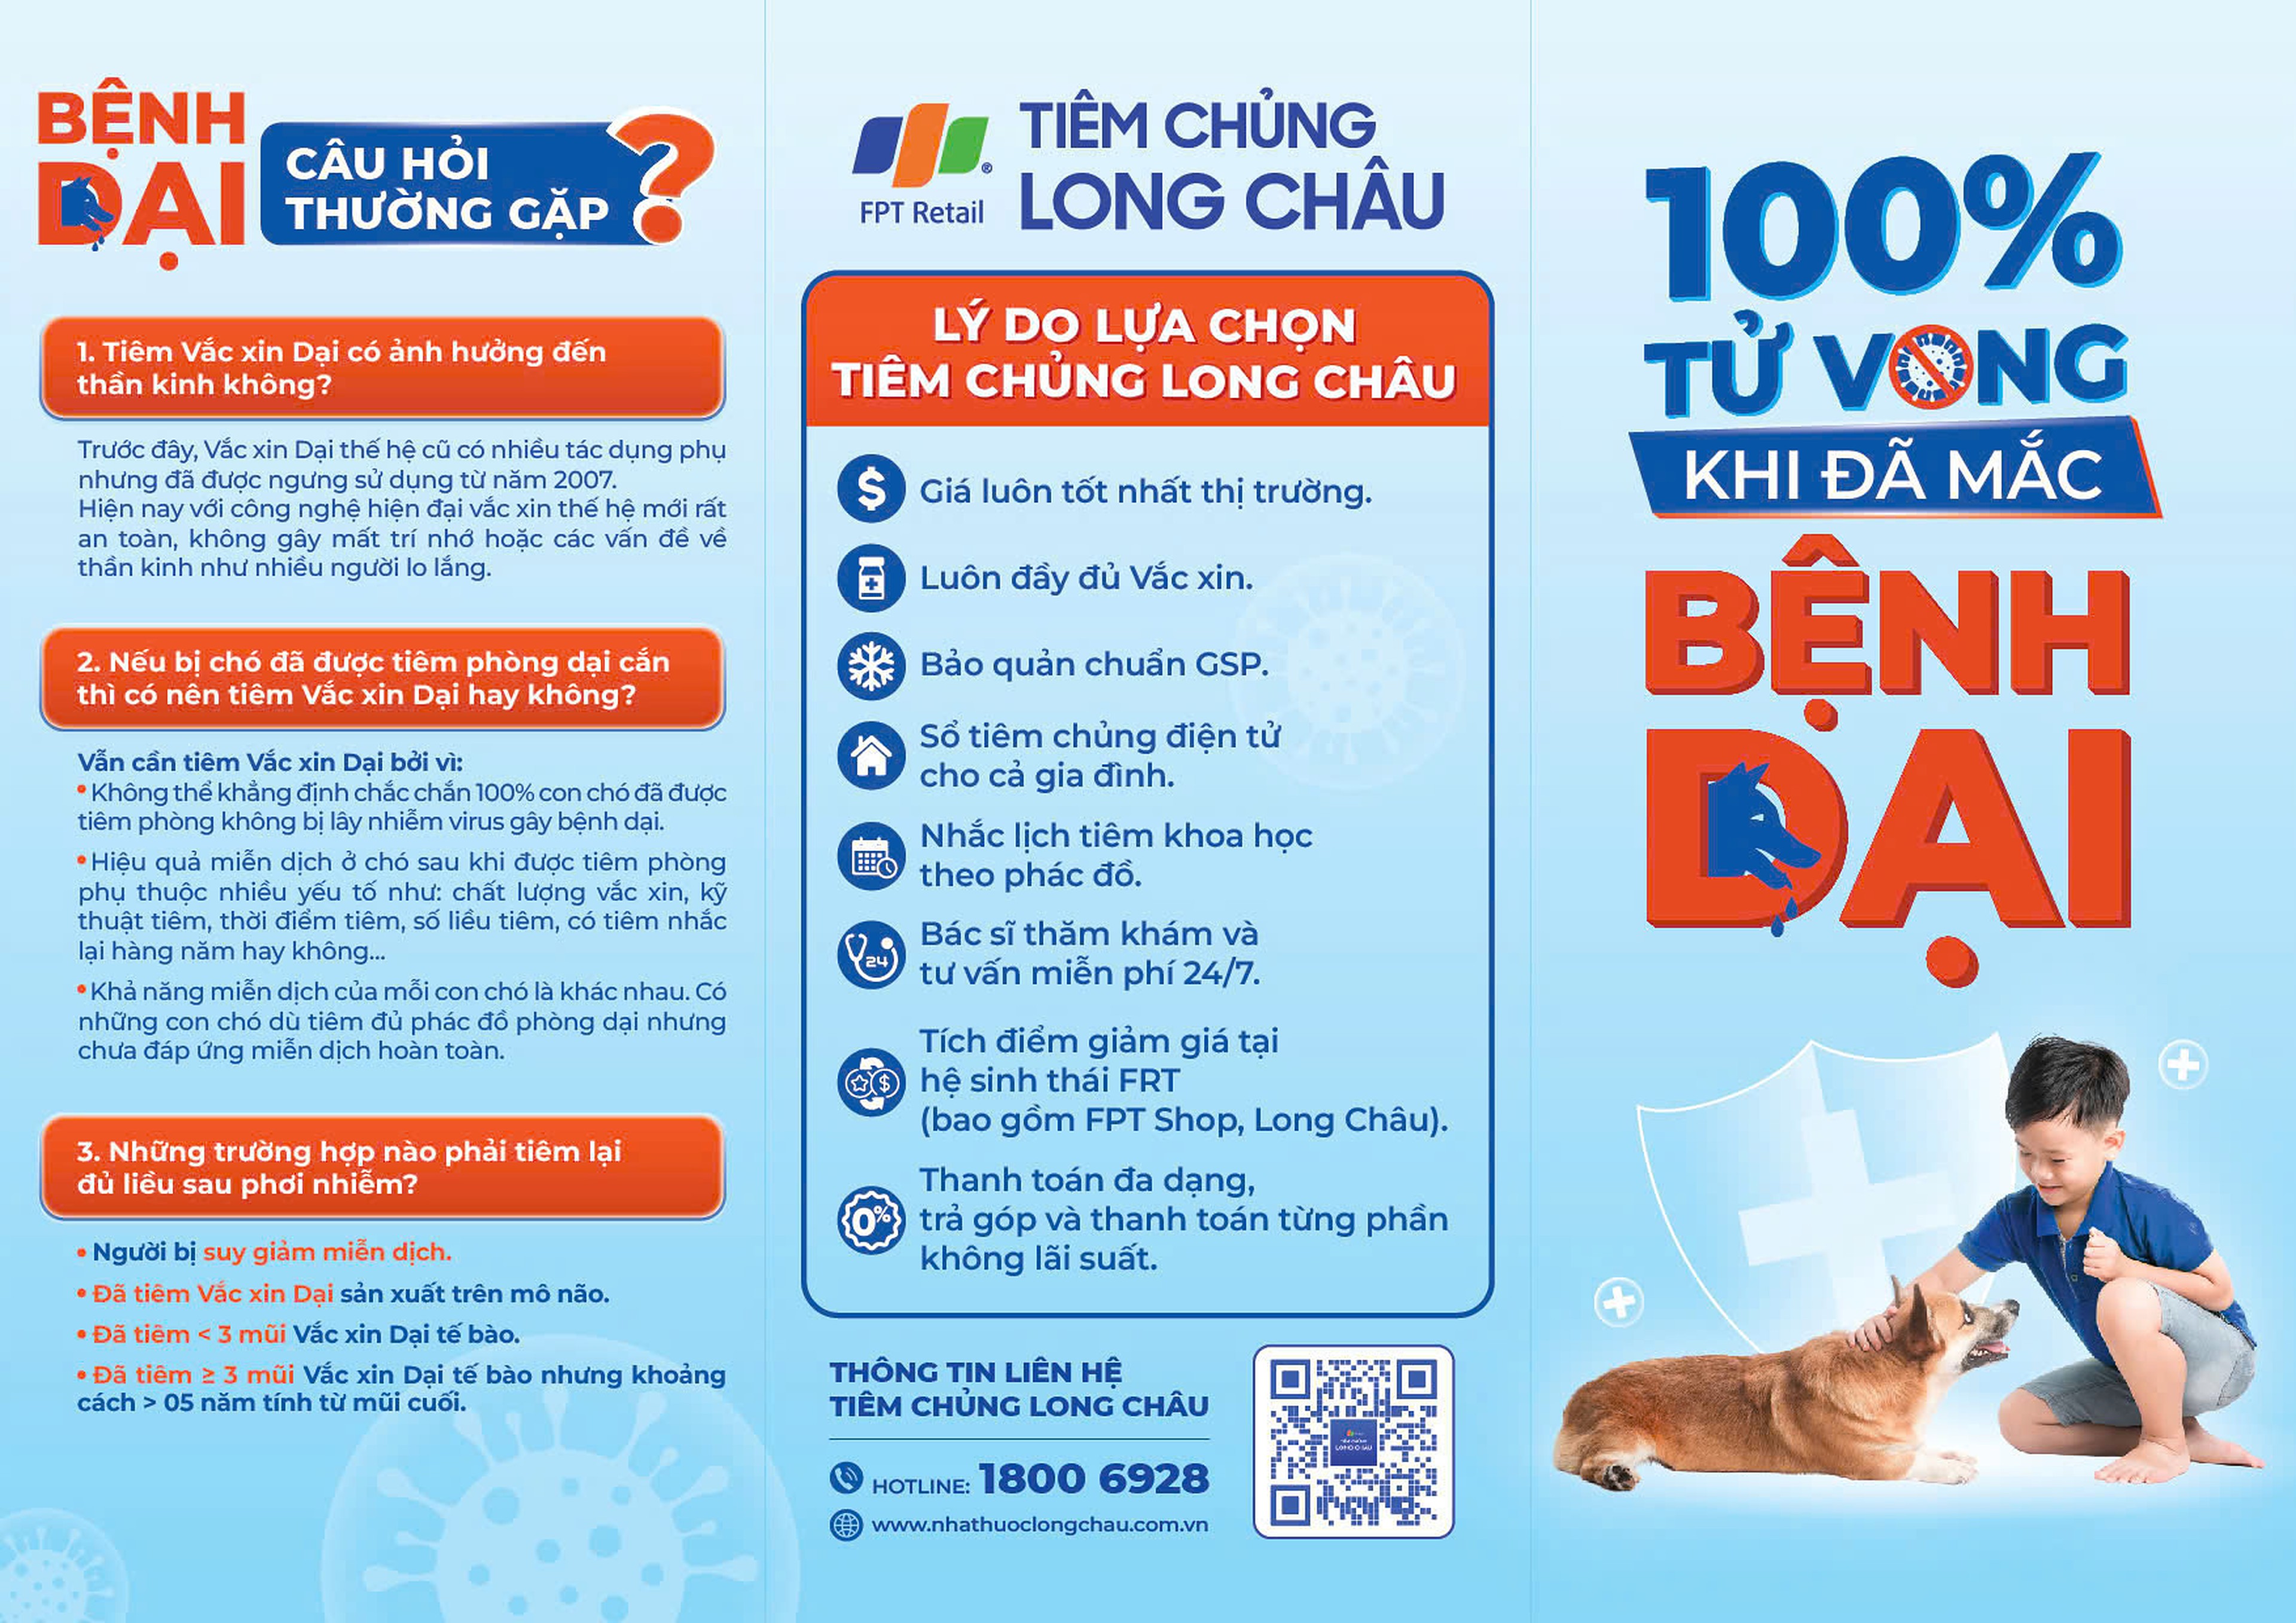 BỆNH
DẠI
CÂU HỎI
THƯỜNG GẶP
?
1. Tiêm Vắc xin Dại có ảnh hưởng đến
thần kinh không?
Trước đây, Vắc xin Dại thế hệ cũ có nhiều tác dụng phụ
nhưng đã được ngưng sử dụng từ năm 2007.
Hiện nay với công nghệ hiện đại vắc xin thế hệ mới rất
an toàn, không gây mất trí nhớ hoặc các vấn đề về
thần kinh như nhiều người lo lắng.
2. Nếu bị chó đã được tiêm phòng dại cắn
thì có nên tiêm Vắc xin Dại hay không?
Vẫn cần tiêm Vắc xin Dại bởi vì:
• Không thể khẳng định chắc chắn 100% con chó đã được
tiêm phòng không bị lây nhiễm virus gây bệnh dại.
• Hiệu quả miễn dịch ở chó sau khi được tiêm phòng
phụ thuộc nhiều yếu tố như: chất lượng vắc xin, kỹ
thuật tiêm, thời điểm tiêm, số liều tiêm, có tiêm nhắc
lại hàng năm hay không...
• Khả năng miễn dịch của mỗi con chó là khác nhau. Có
những con chó dù tiêm đủ phác đồ phòng dại nhưng
chưa đáp ứng miễn dịch hoàn toàn.
3. Những trường hợp nào phải tiêm lại
đủ liều sau phơi nhiễm?
• Người bị suy giảm miễn dịch.
• Đã tiêm Vắc xin Dại sản xuất trên mô não.
• Đã tiêm < 3 mũi Vắc xin Dại tế bào.
• Đã tiêm ≥ 3 mũi Vắc xin Dại tế bào nhưng khoảng
cách > 05 năm tính từ mũi cuối.
FPT Retail
®
TIÊM CHỦNG
LONG CHÂU
LÝ DO LỰA CHỌN
TIÊM CHỦNG LONG CHÂU
$
Giá luôn tốt nhất thị trường.
Luôn đầy đủ Vắc xin.
Bảo quản chuẩn GSP.
Sổ tiêm chủng điện tử
cho cả gia đình.
Nhắc lịch tiêm khoa học
theo phác đồ.
24
Bác sĩ thăm khám và
tư vấn miễn phí 24/7.
$
Tích điểm giảm giá tại
hệ sinh thái FRT
(bao gồm FPT Shop, Long Châu).
0%
Thanh toán đa dạng,
trả góp và thanh toán từng phần
không lãi suất.
THÔNG TIN LIÊN HỆ
TIÊM CHỦNG LONG CHÂU
HOTLINE: 1800 6928
www.nhathuoclongchau.com.vn
LONG CHÂU
100%
TỬ VONG
KHI ĐÃ MẮC
BỆNH
DẠI